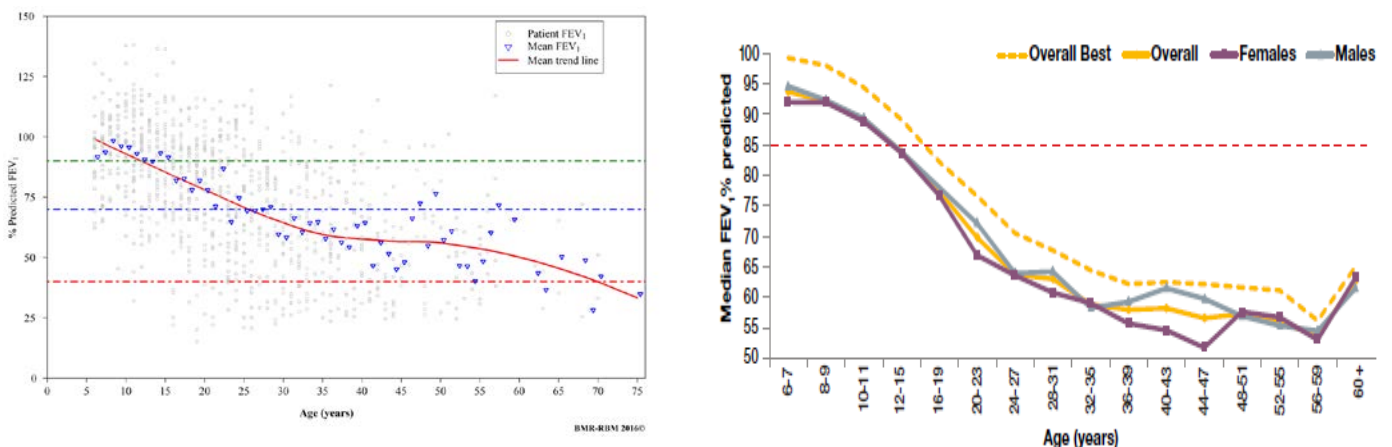 150
125
100
75
50
25
0
% Predicted FEV1
Patient FEV1
Mean FEV1
Mean trend line
0 5 10 15 20 25 30 35 40 45 50 55 60 65 70 75
Age (years)
BMR-RBM 2016©
Overall Best Overall Females Males
100
95
90
85
80
75
70
65
60
55
50
Median FEV1,% predicted
6–7 8–9 10–11 12–15 16–19 20–23 24–27 28–31 32–35 36–39 40–43 44–47 48–51 52–55 56–59 60+
Age (years)